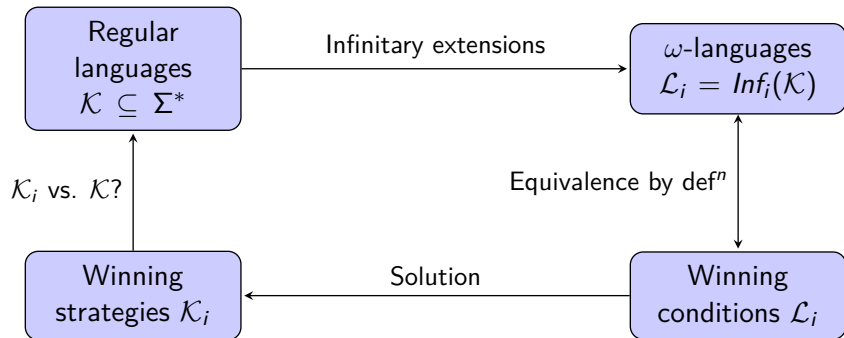 Regular
languages
𝒦 ⊆ Σ*
Infinitary extensions
ω-languages
ℒᵢ = Infᵢ(𝒦)
𝒦ᵢ vs. 𝒦?
Equivalence by defⁿ
Winning
strategies 𝒦ᵢ
Solution
Winning
conditions ℒᵢ